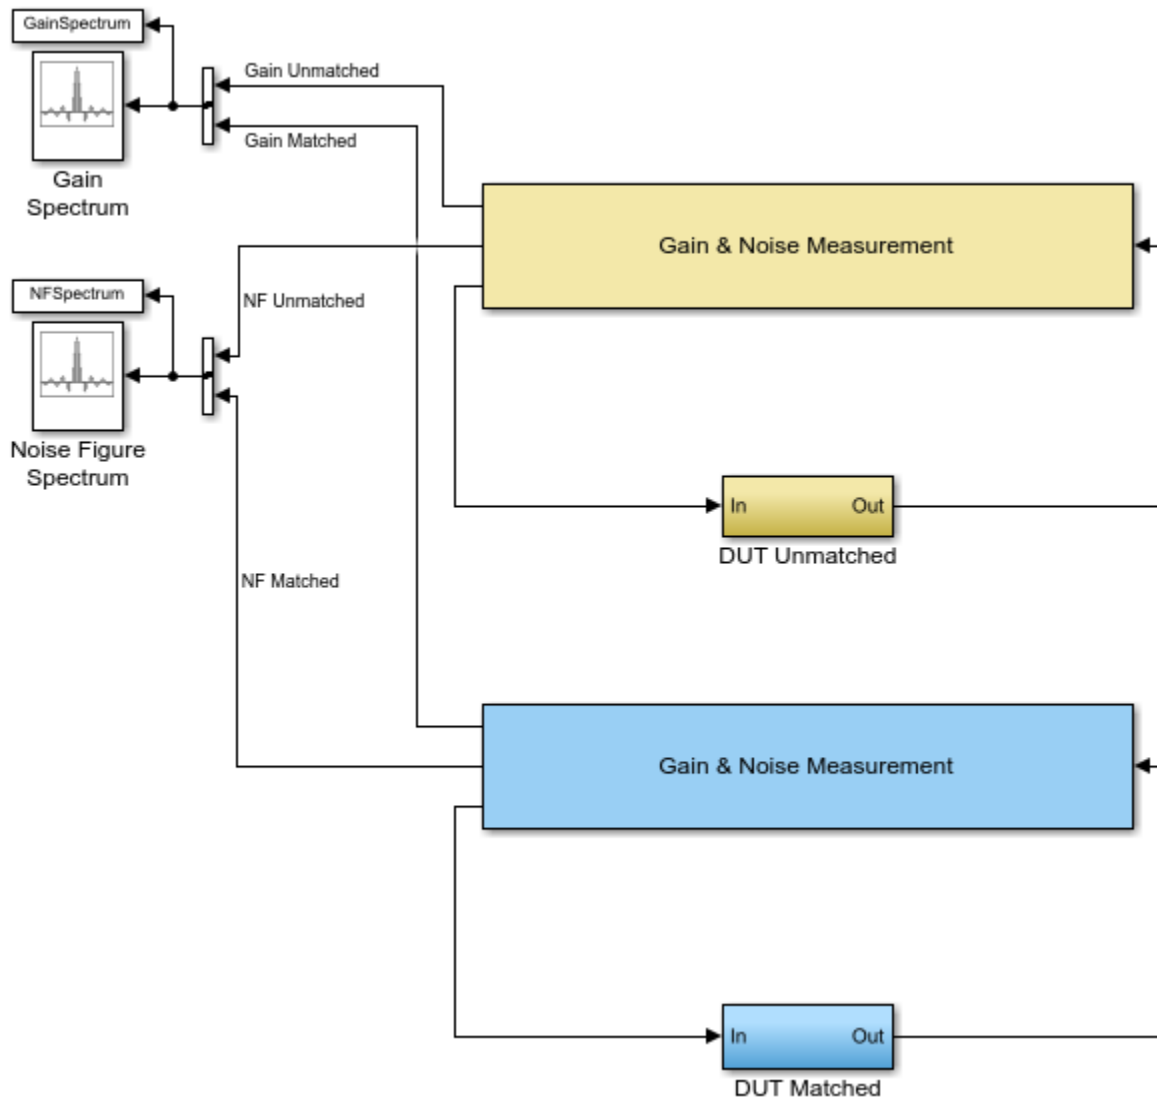 GainSpectrum
Gain Unmatched
Gain Matched
Gain
Spectrum
Gain & Noise Measurement
NFSpectrum
NF Unmatched
Noise Figure
Spectrum
In
Out
DUT Unmatched
NF Matched
Gain & Noise Measurement
In
Out
DUT Matched